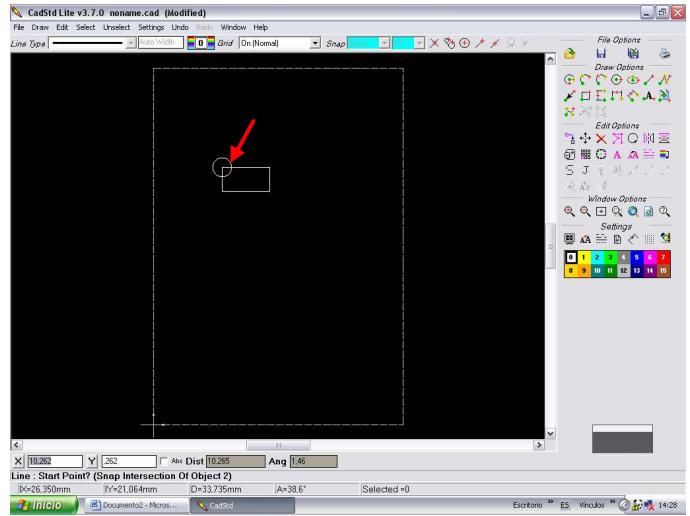 CadStd Lite v3.7.0 noname.cad (Modified)
File Draw Edit Select Unselect Settings Undo Redo Window Help
Line Type Auto Width 0 Grid On (Normal) Snap
File Options
Draw Options
Edit Options
Window Options
Settings
0 1 2 3 4 5 6 7
8 9 10 11 12 13 14 15
X 10,262 Y ,262 Abs Dist 10,265 Ang 1,46
Line : Start Point? (Snap Intersection Of Object 2)
IX=26,350mm IY=21,064mm D=33,735mm A=38,6° Selected =0
Inicio Documento2 - Micros... CadStd Escritorio » ES Vínculos » 14:28